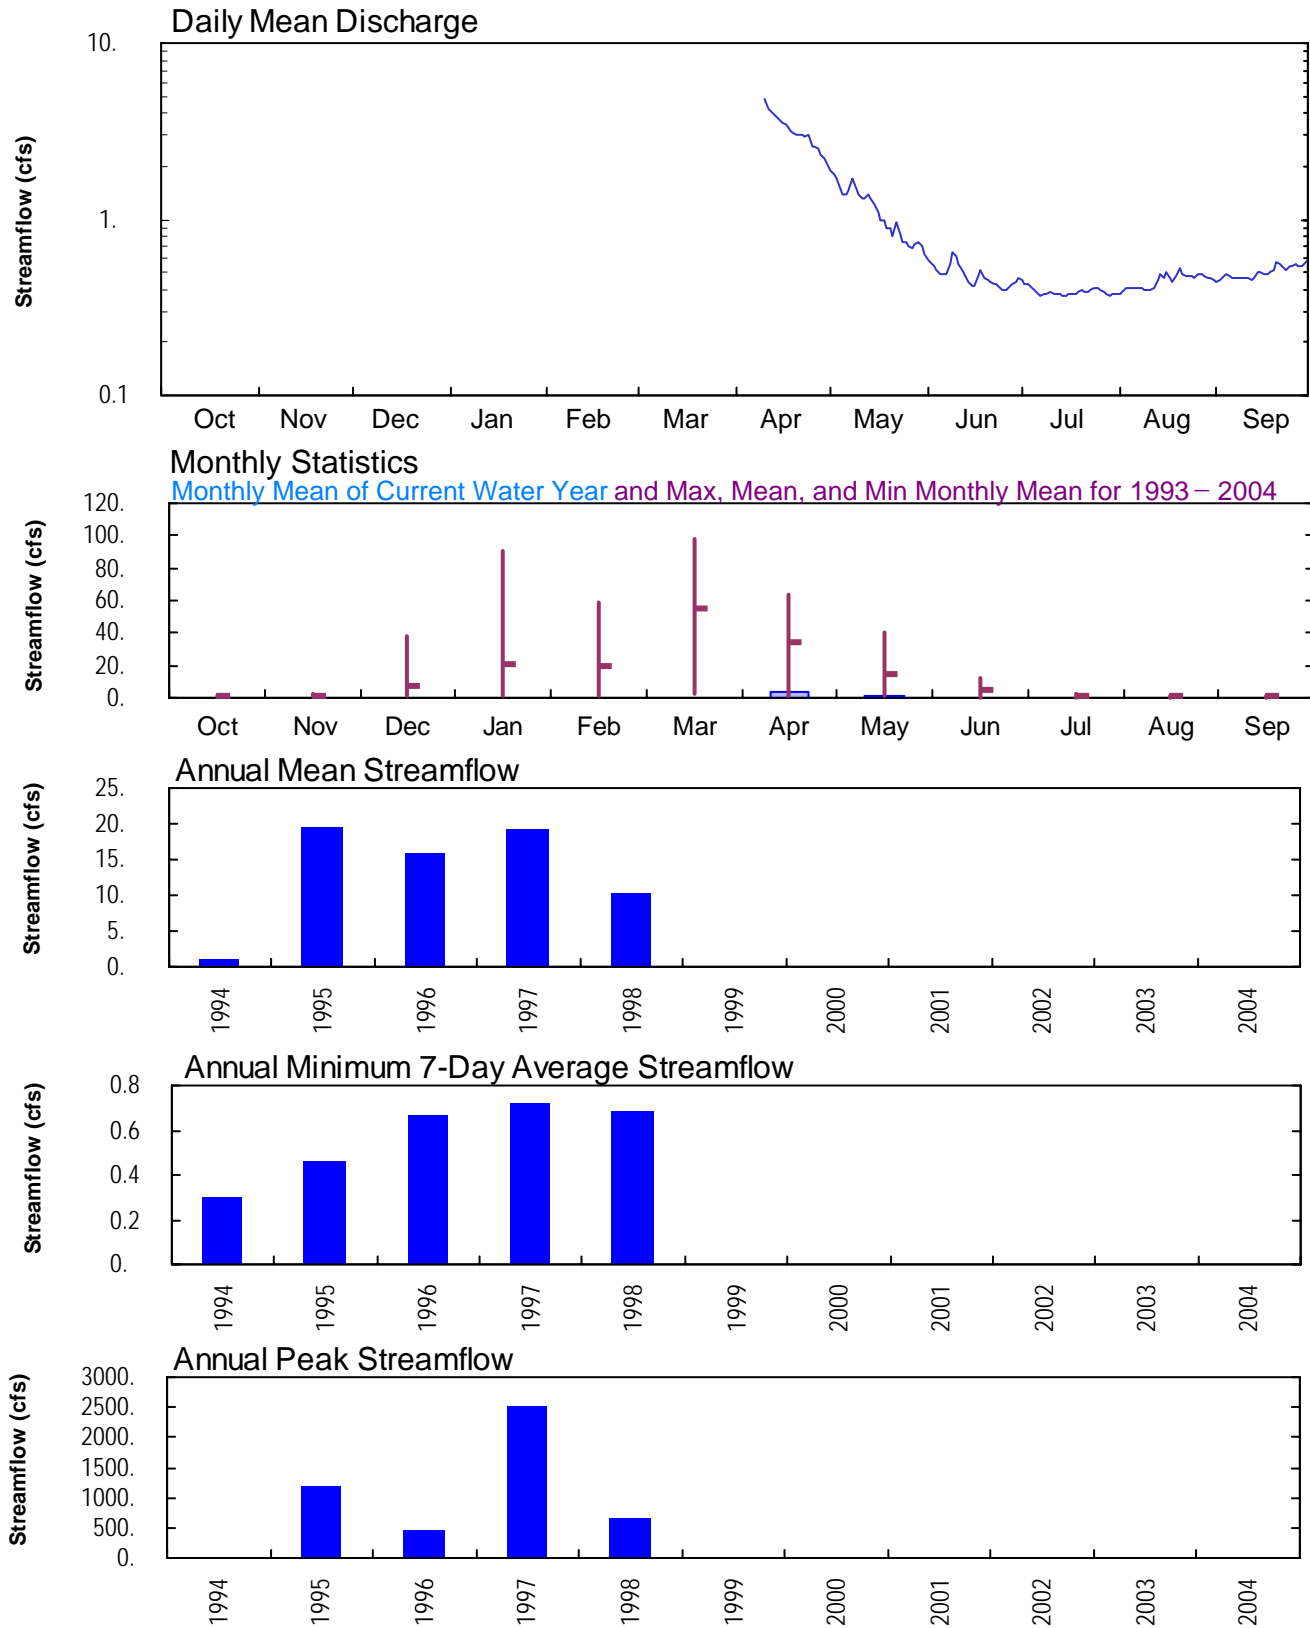 Daily Mean Discharge
Streamflow (cfs)
10.
1.
0.1
Oct Nov Dec Jan Feb Mar Apr May Jun Jul Aug Sep
Monthly Statistics
Monthly Mean of Current Water Year and Max, Mean, and Min Monthly Mean for 1993 – 2004
Streamflow (cfs)
120.
100.
80.
60.
40.
20.
0.
Oct Nov Dec Jan Feb Mar Apr May Jun Jul Aug Sep
Annual Mean Streamflow
Streamflow (cfs)
25.
20.
15.
10.
5.
0.
1994 1995 1996 1997 1998 1999 2000 2001 2002 2003 2004
Annual Minimum 7-Day Average Streamflow
Streamflow (cfs)
0.8
0.6
0.4
0.2
0.
1994 1995 1996 1997 1998 1999 2000 2001 2002 2003 2004
Annual Peak Streamflow
Streamflow (cfs)
3000.
2500.
2000.
1500.
1000.
500.
0.
1994 1995 1996 1997 1998 1999 2000 2001 2002 2003 2004